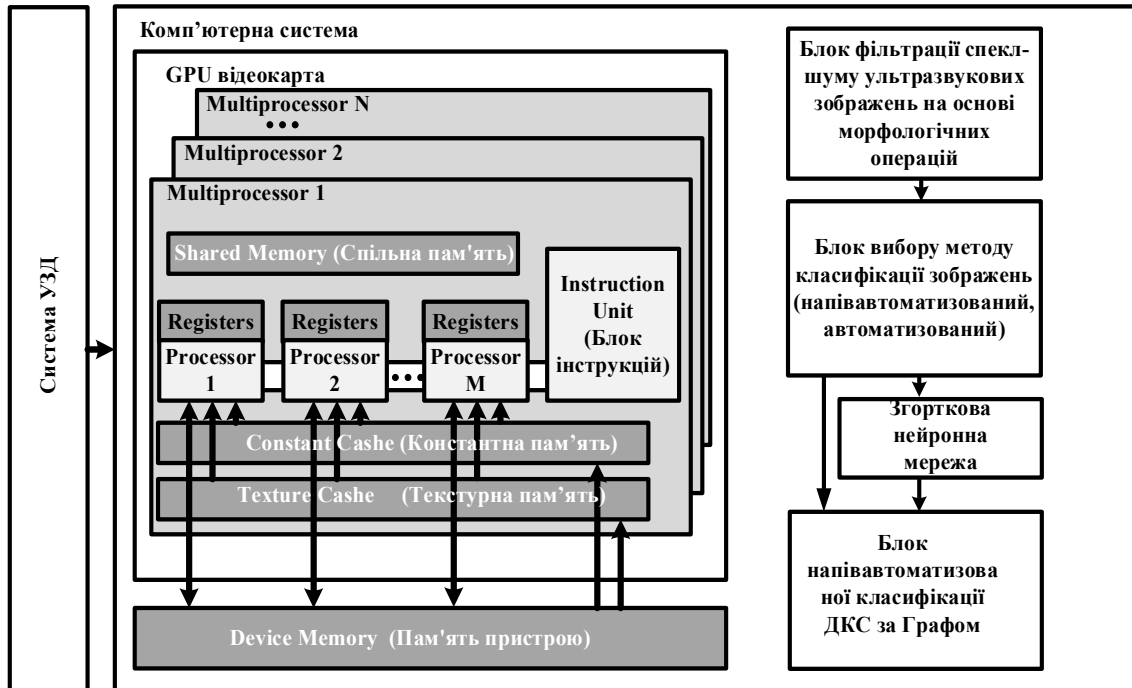 Система УЗД
Комп’ютерна система
GPU відеокарта
Multiprocessor N
•••
Multiprocessor 2
Multiprocessor 1
Shared Memory (Спільна пам'ять)
Instruction
Unit
(Блок
інструкцій)
Registers
Registers
Registers
Processor
1
Processor
2
•••
Processor
M
Constant Cashe (Константна пам’ять)
Texture Cashe (Текстурна пам’ять)
Device Memory (Пам'ять пристрою)
Блок фільтрації спекл-
шуму ультразвукових
зображень на основі
морфологічних
операцій
Блок вибору методу
класифікації зображень
(напівавтоматизований,
автоматизований)
Згорткова
нейронна
мережа
Блок
напівавтоматизова
ної класифікації
ДКС за Графом